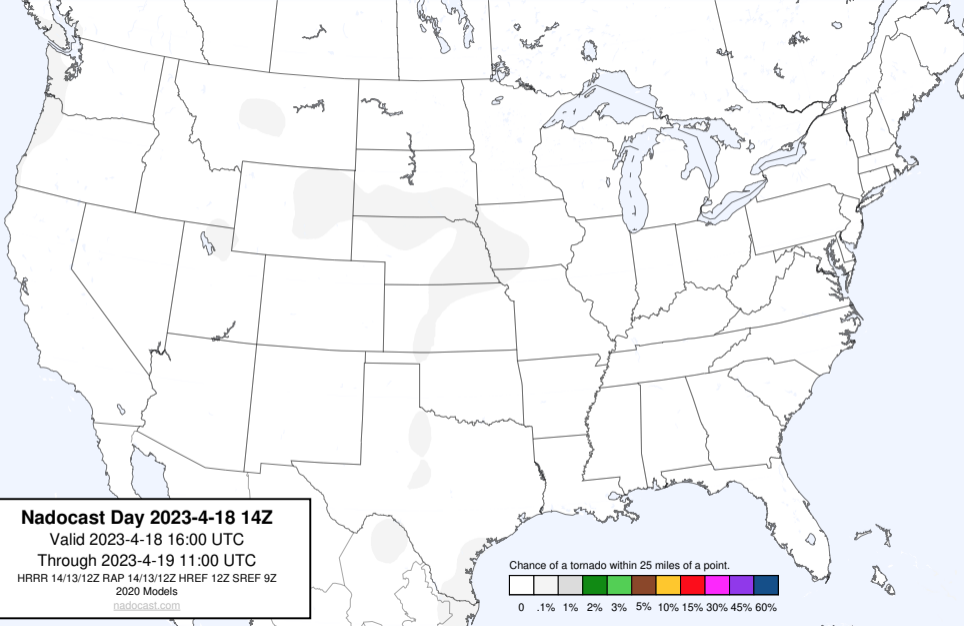 Nadocast Day 2023-4-18 14Z
Valid 2023-4-18 16:00 UTC
Through 2023-4-19 11:00 UTC
HRRR 14/13/12Z RAP 14/13/12Z HREF 12Z SREF 9Z
2020 Models
nadocast.com
Chance of a tornado within 25 miles of a point.
0 .1% 1% 2% 3% 5% 10% 15% 30% 45% 60%